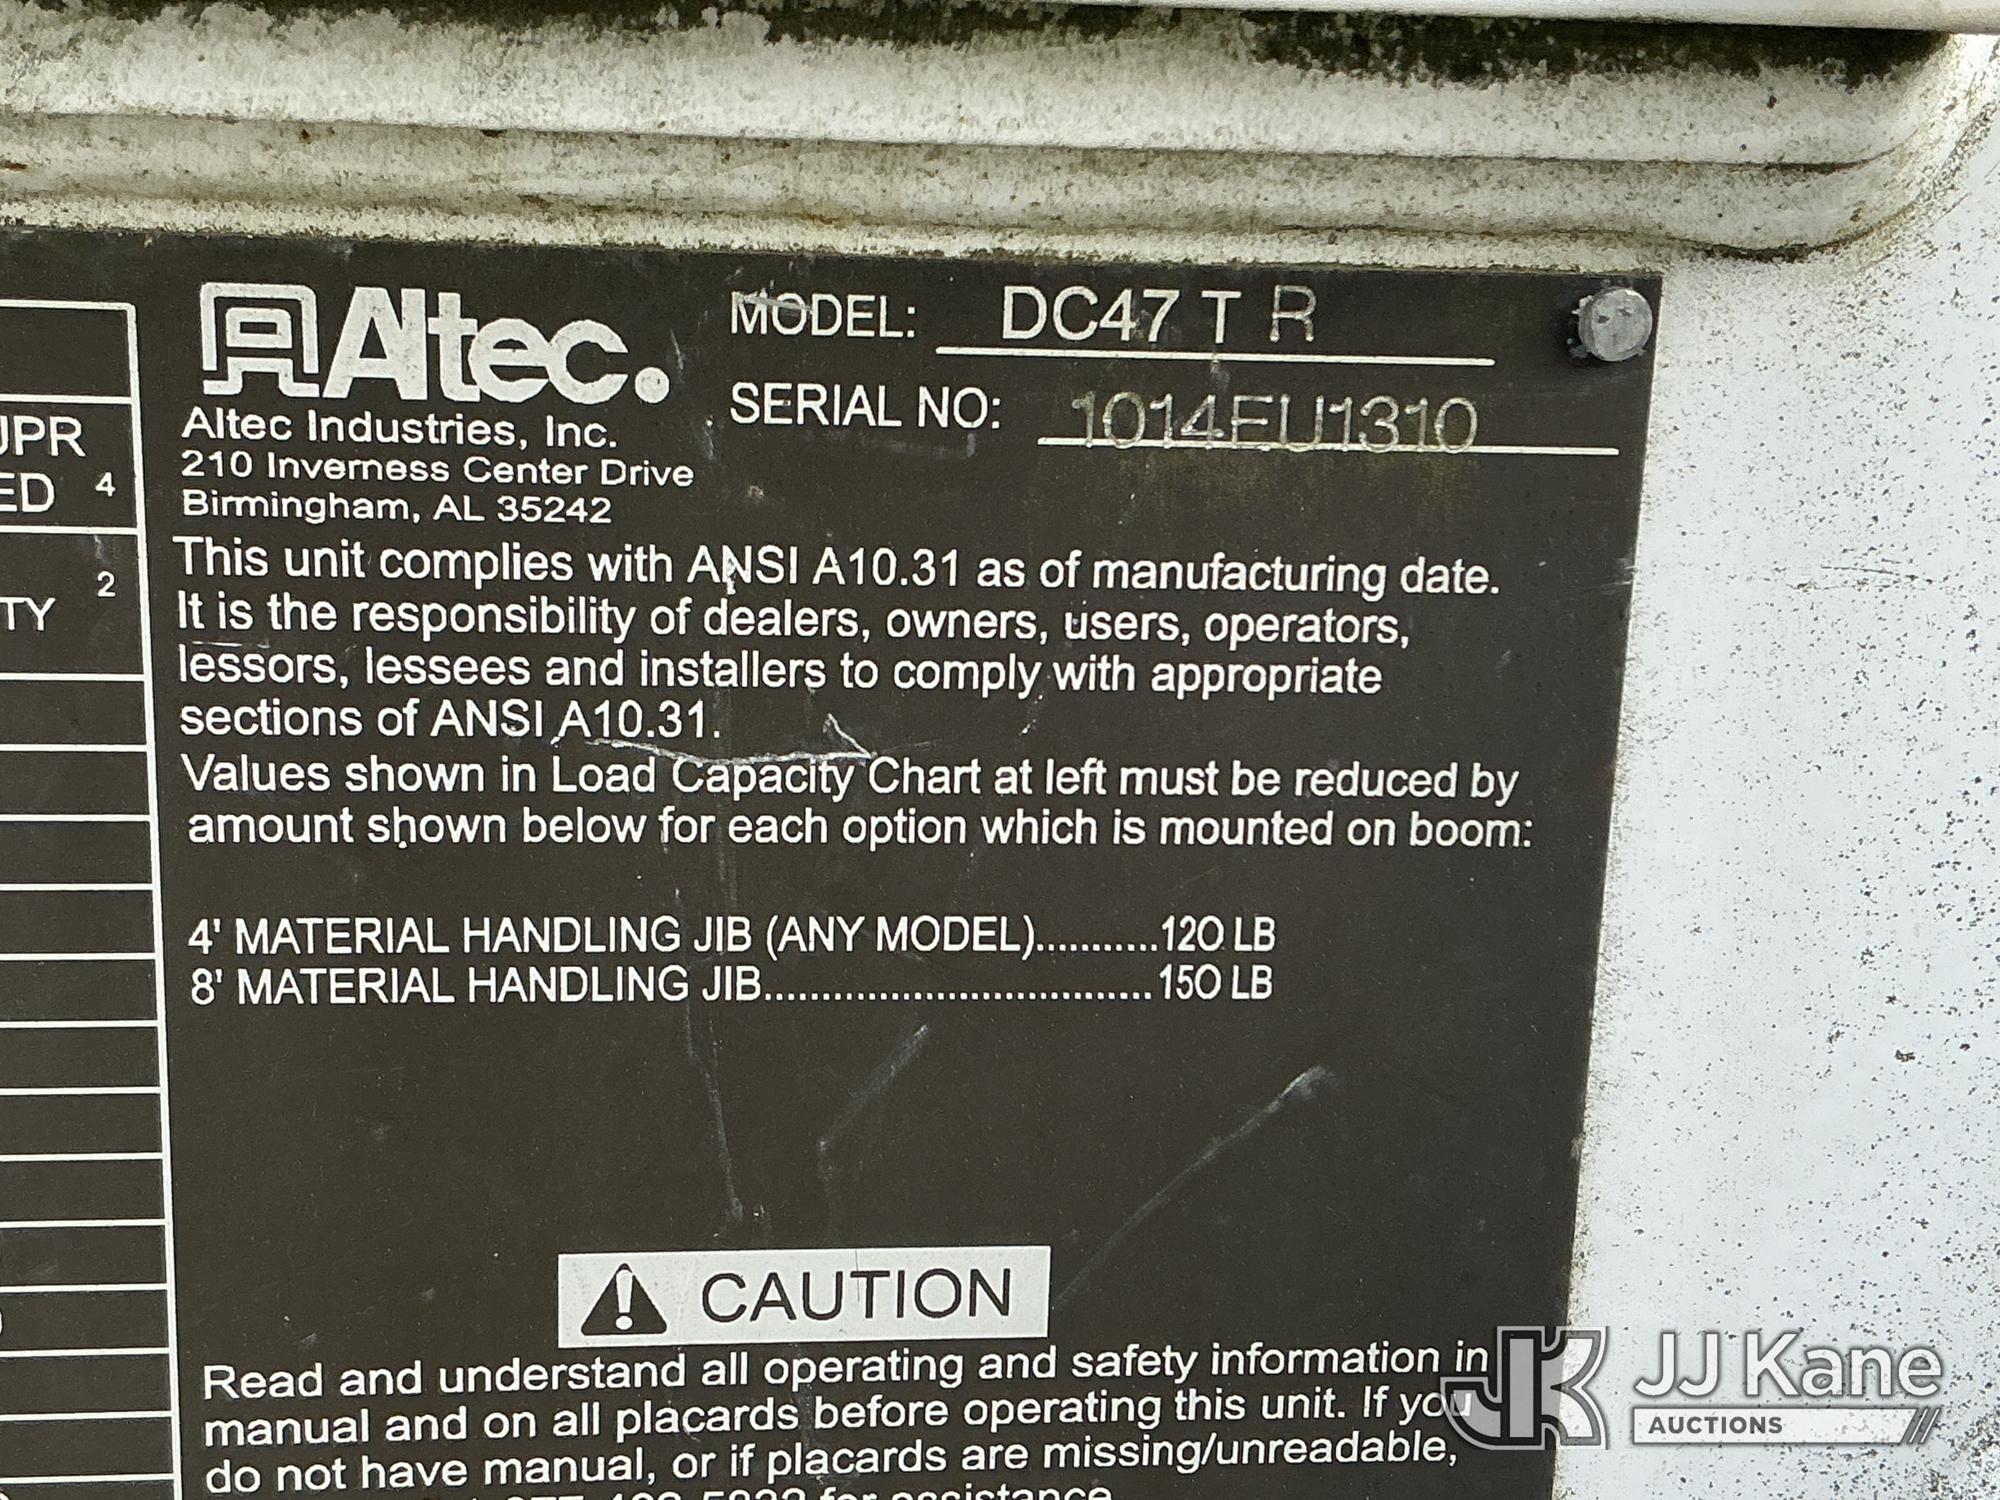 Altec.
MODEL: DC47 T R
SERIAL NO: 1014EU1310
Altec Industries, Inc.
210 Inverness Center Drive
Birmingham, AL 35242
This unit complies with ANSI A10.31 as of manufacturing date.
It is the responsibility of dealers, owners, users, operators,
lessors, lessees and installers to comply with appropriate
sections of ANSI A10.31.
Values shown in Load Capacity Chart at left must be reduced by
amount shown below for each option which is mounted on boom:
4' MATERIAL HANDLING JIB (ANY MODEL)...........120 LB
8' MATERIAL HANDLING JIB..................................150 LB
CAUTION
Read and understand all operating and safety information in
manual and on all placards before operating this unit. If you
do not have manual, or if placards are missing/unreadable,
for assistance
4
2
TY
JJ Kane
AUCTIONS